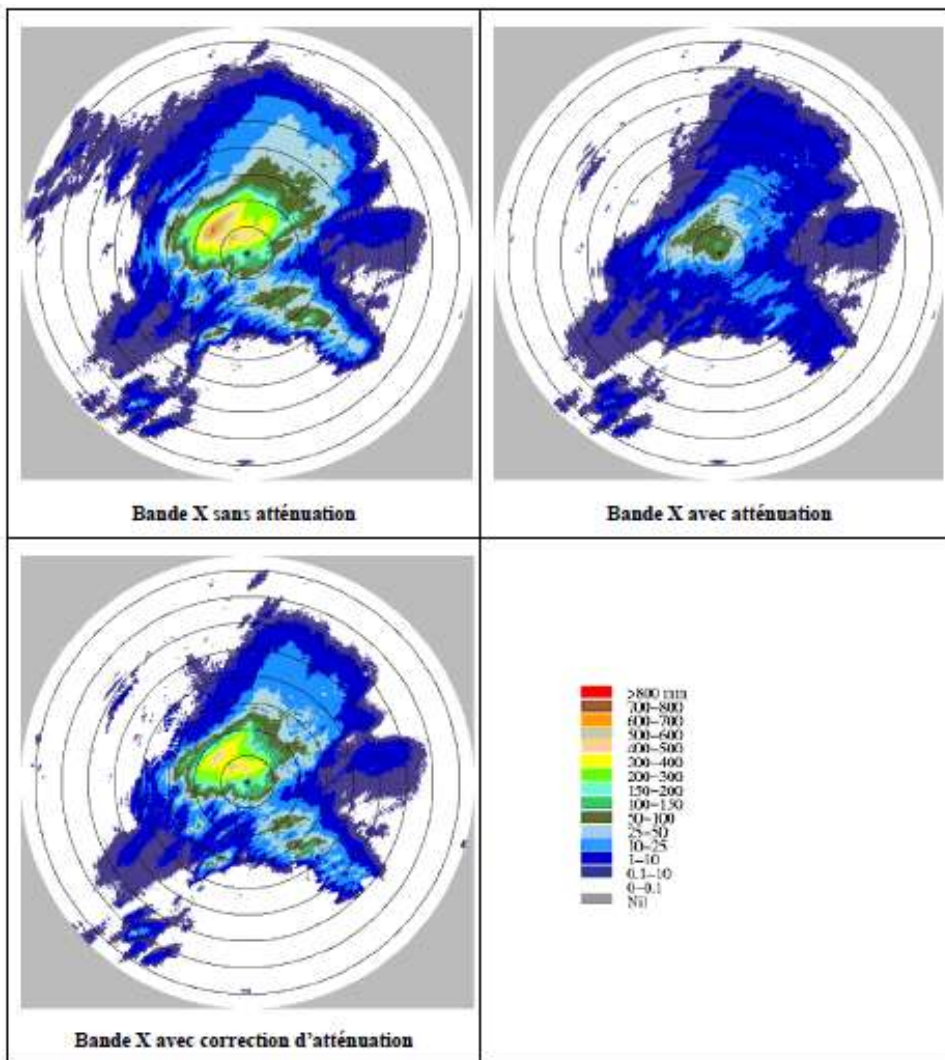 Bande X sans atténuation
Bande X avec atténuation
Bande X avec correction d'atténuation
>800 mm
700-800
600-700
500-600
400-500
300-400
200-300
150-200
100-150
50-100
25-50
10-25
1-10
0.1-10
0-0.1
Nil